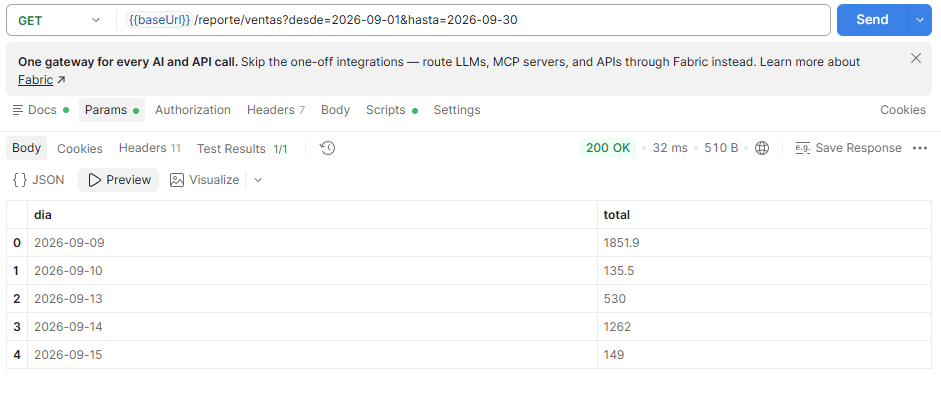 GET {{baseUrl}} /reporte/ventas?desde=2026-09-01&hasta=2026-09-30 Send
One gateway for every AI and API call. Skip the one-off integrations — route LLMs, MCP servers, and APIs through Fabric instead. Learn more about
Fabric ↗
Docs Params Authorization Headers 7 Body Scripts Settings Cookies
Body Cookies Headers 11 Test Results 1/1 200 OK 32 ms 510 B e.g. Save Response
{} JSON Preview Visualize
dia total
0 2026-09-09 1851.9
1 2026-09-10 135.5
2 2026-09-13 530
3 2026-09-14 1262
4 2026-09-15 149